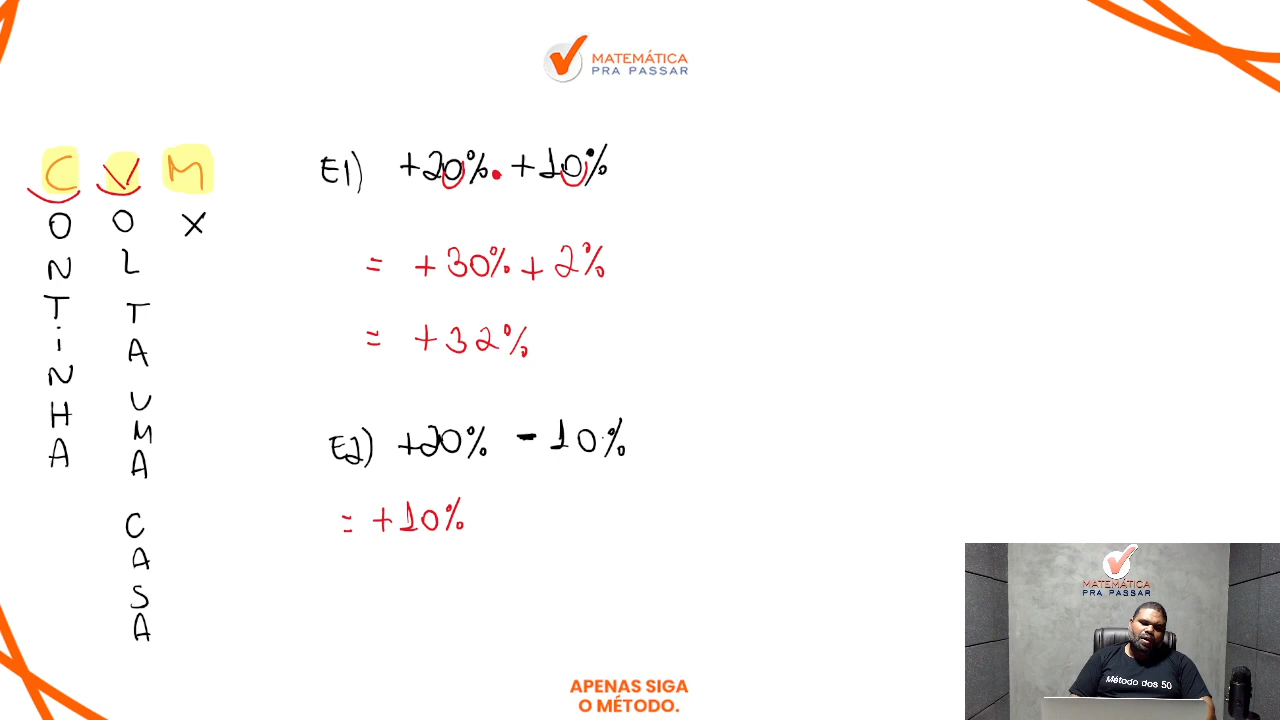 MATEMÁTICA
PRA PASSAR
C V M
O N T I N H A
O L T A U M A C A S A
X
E1) +20% • +10%
= +30% + 2%
= +32%
E2) +20% - 10%
= +10%
MATEMÁTICA
PRA PASSAR
Método dos 50
APENAS SIGA
O MÉTODO.